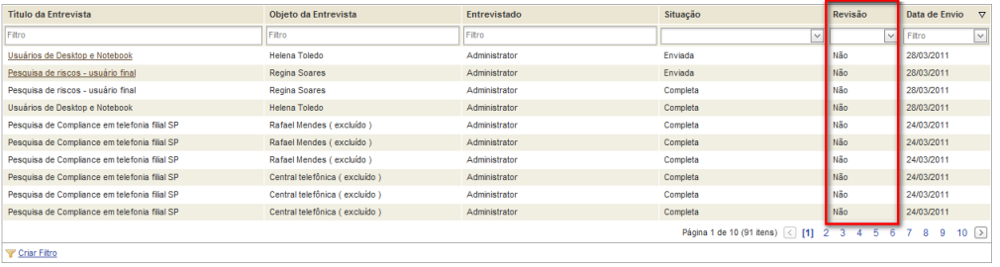 Título da Entrevista Objeto da Entrevista Entrevistado Situação Revisão Data de Envio
Filtro Filtro Filtro Filtro
Usuários de Desktop e Notebook Helena Toledo Administrator Enviada Não 28/03/2011
Pesquisa de riscos - usuário final Regina Soares Administrator Enviada Não 28/03/2011
Pesquisa de riscos - usuário final Regina Soares Administrator Completa Não 28/03/2011
Usuários de Desktop e Notebook Helena Toledo Administrator Completa Não 28/03/2011
Pesquisa de Compliance em telefonia filial SP Rafael Mendes ( excluído ) Administrator Completa Não 24/03/2011
Pesquisa de Compliance em telefonia filial SP Rafael Mendes ( excluído ) Administrator Completa Não 24/03/2011
Pesquisa de Compliance em telefonia filial SP Rafael Mendes ( excluído ) Administrator Completa Não 24/03/2011
Pesquisa de Compliance em telefonia filial SP Central telefônica ( excluído ) Administrator Completa Não 24/03/2011
Pesquisa de Compliance em telefonia filial SP Central telefônica ( excluído ) Administrator Completa Não 24/03/2011
Pesquisa de Compliance em telefonia filial SP Central telefônica ( excluído ) Administrator Completa Não 24/03/2011
Página 1 de 10 (91 itens) < [1] 2 3 4 5 6 7 8 9 10 >
Criar Filtro